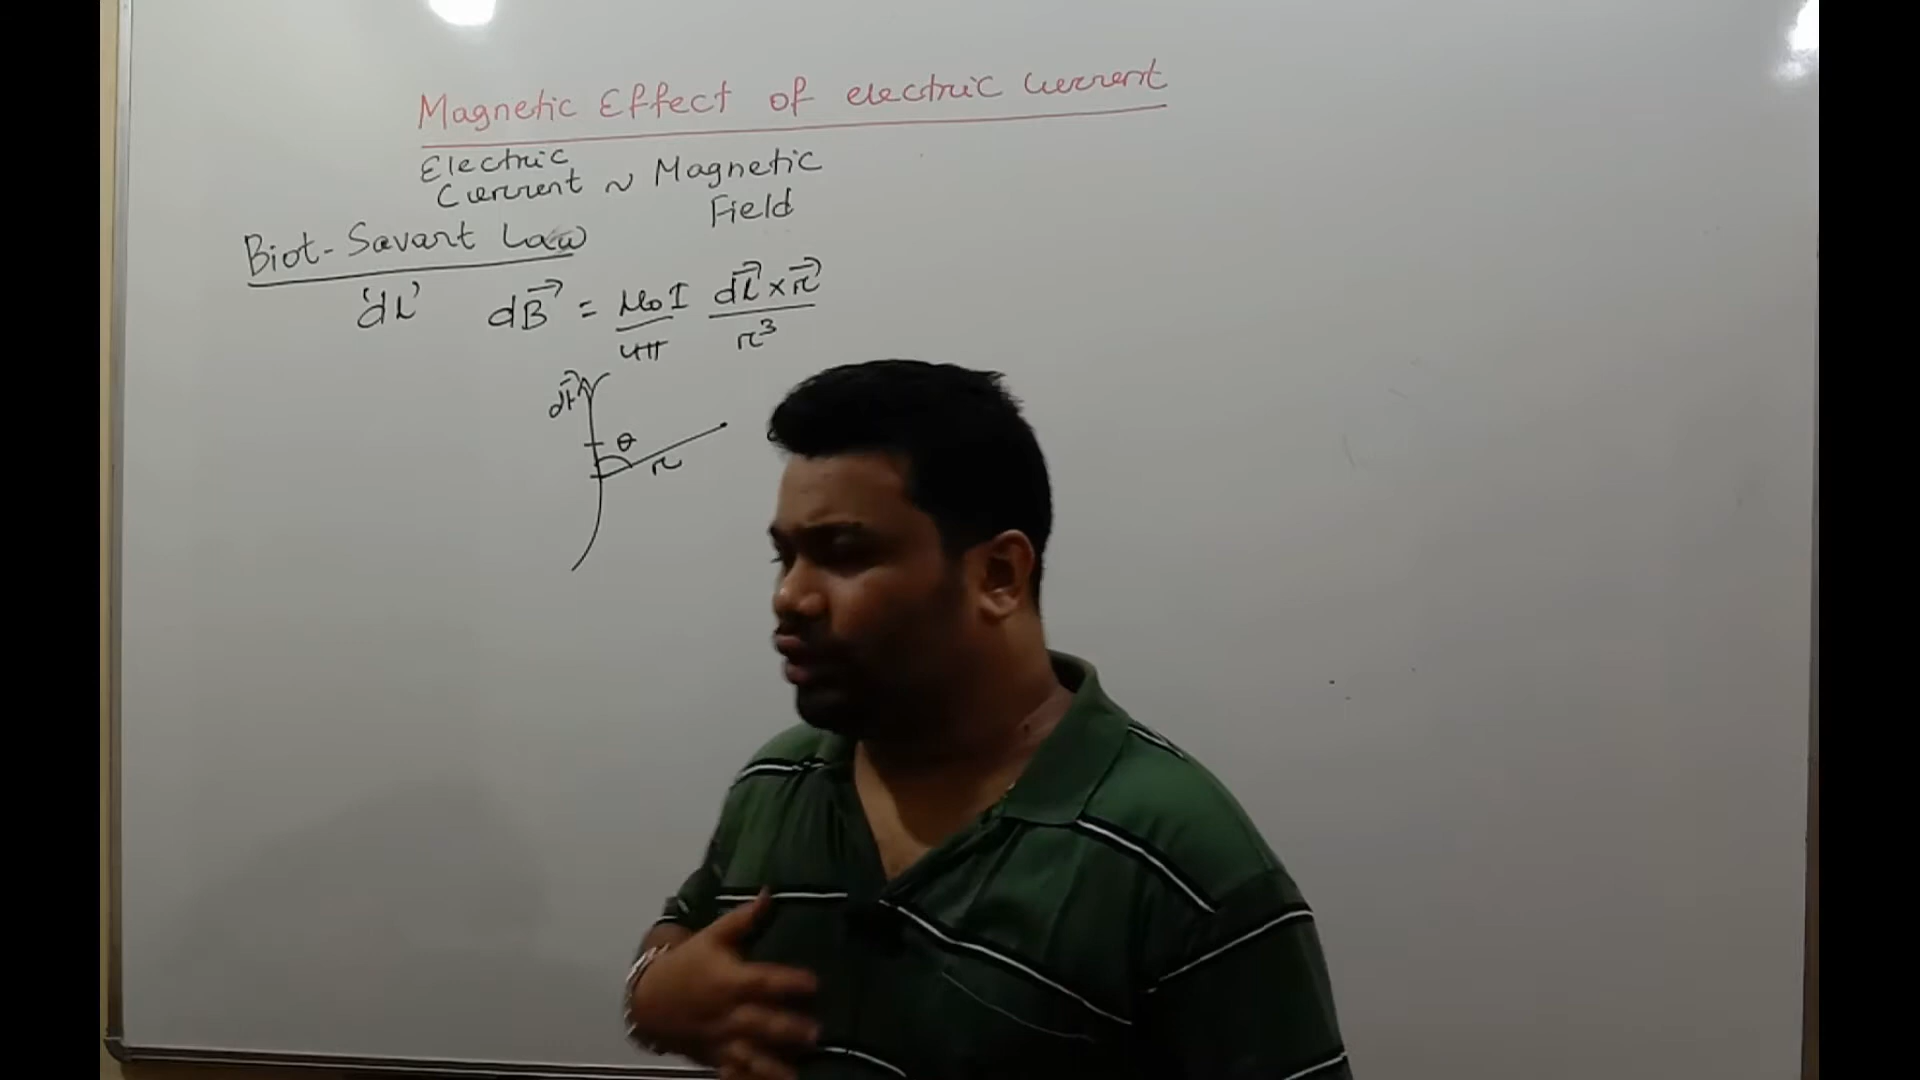 Magnetic Effect of electric current
Electric
Current ~ Magnetic
Field
Biot-Savart Law
'dL' dB⃗ = μ₀I/4π dL⃗×r⃗/r³
dL⃗
θ
r